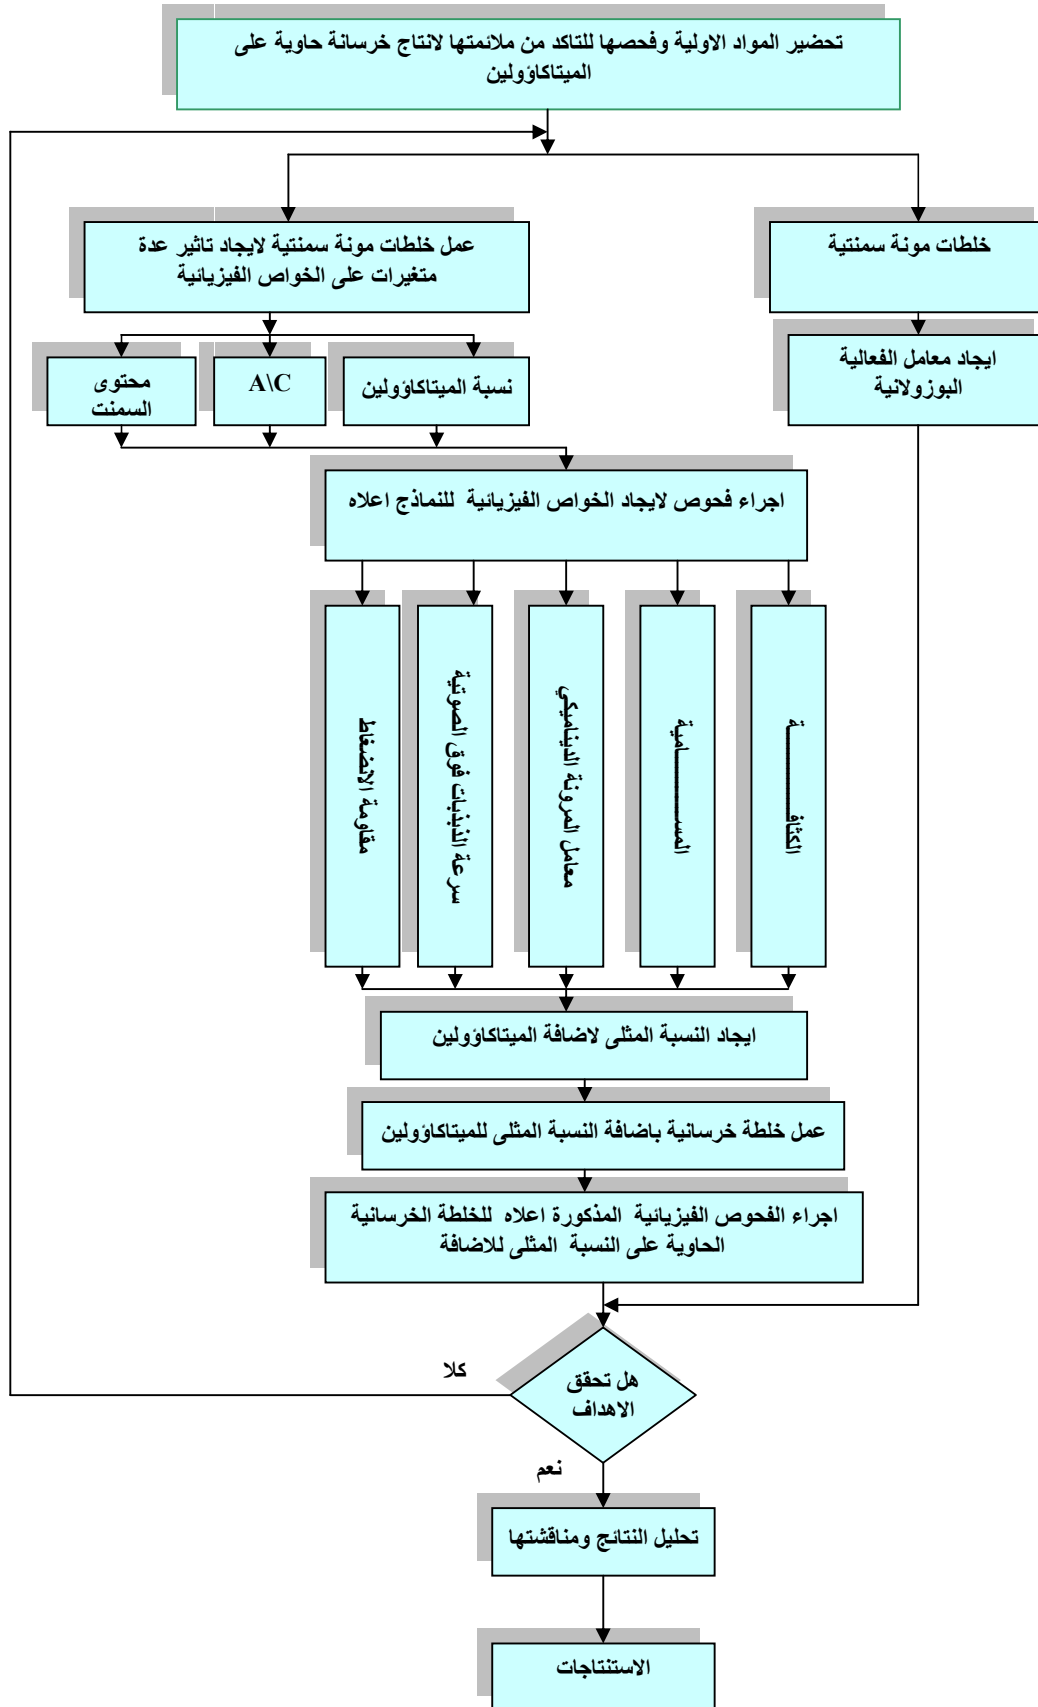 تحضير المواد الاولية وفحصها للتاكد من ملائمتها لانتاج خرسانة حاوية على
الميتاكاؤولين
خلطات مونة سمنتية
عمل خلطات مونة سمنتية لايجاد تاثير عدة
متغيرات على الخواص الفيزيائية
ايجاد معامل الفعالية
البوزولانية
نسبة الميتاكاؤولين
A\C
محتوى
السمنت
اجراء فحوص لايجاد الخواص الفيزيائية للنماذج اعلاه
الكثافــــــــــــة
المســــــــامية
معامل المرونة الديناميكي
سرعة الذبذبات فوق الصوتية
مقاومة الإنضغاط
ايجاد النسبة المثلى لاضافة الميتاكاؤولين
عمل خلطة خرسانية باضافة النسبة المثلى للميتاكاؤولين
اجراء الفحوص الفيزيائية المذكورة اعلاه للخلطة الخرسانية
الحاوية على النسبة المثلى للاضافة
هل تحقق
الاهداف
كلا
نعم
تحليل النتائج ومناقشتها
الاستنتاجات